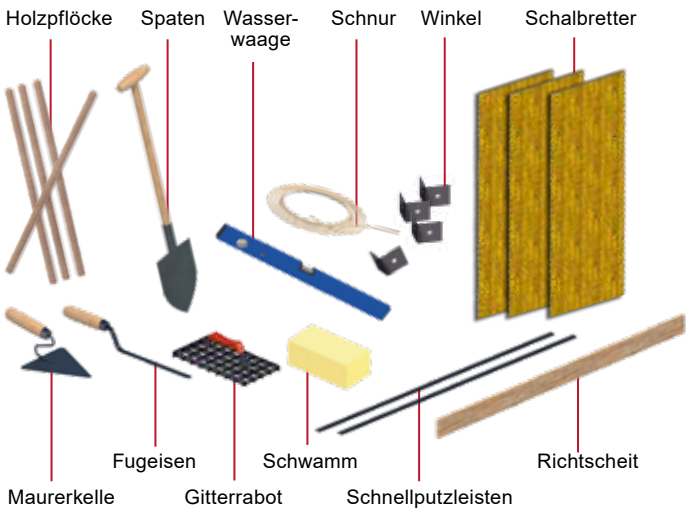 Holzpflöcke Spaten Wasser- Schnur Winkel Schalbretter
waage
Fugeisen Schwamm Richtscheit
Maurerkelle Gitterrabot Schnellputzleisten